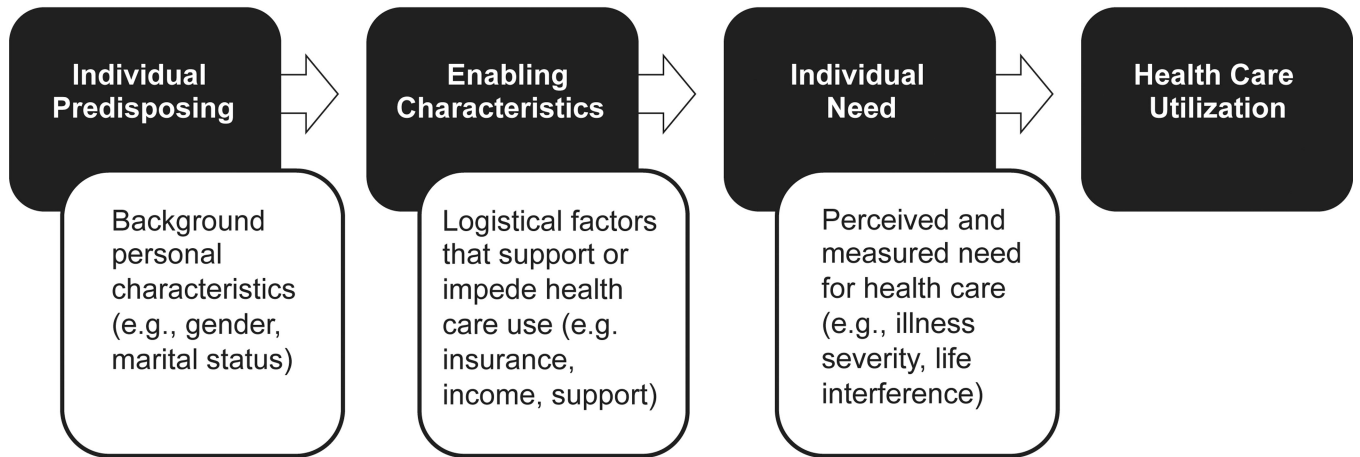 Individual
Predisposing
Background
personal
characteristics
(e.g., gender,
marital status)
Enabling
Characteristics
Logistical factors
that support or
impede health
care use (e.g.
insurance,
income, support)
Individual
Need
Perceived and
measured need
for health care
(e.g., illness
severity, life
interference)
Health Care
Utilization